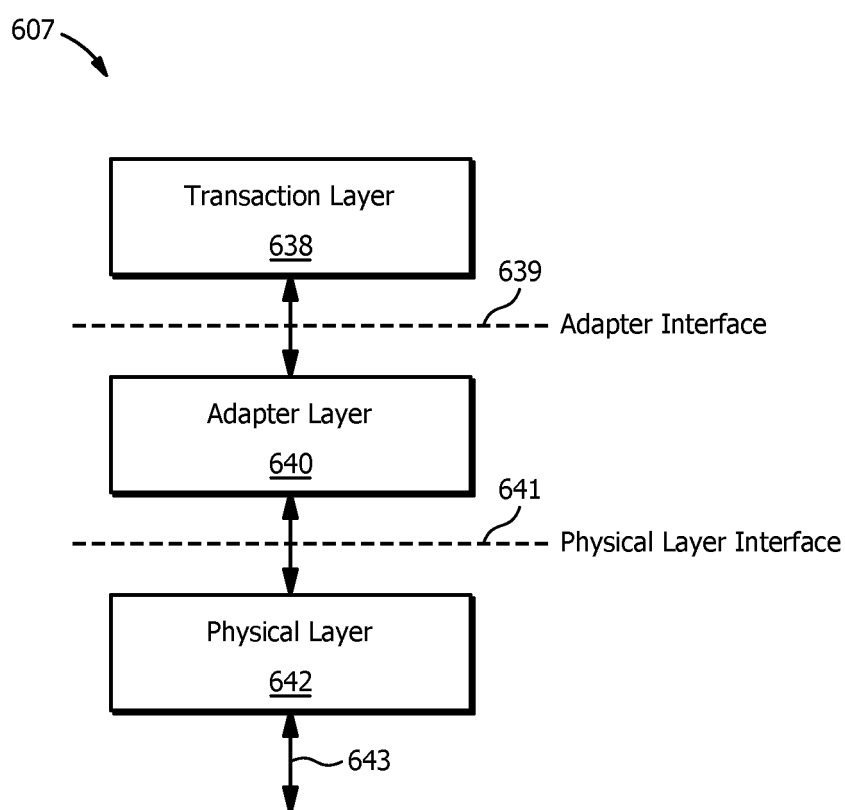 607
Transaction Layer
638
639
Adapter Interface
Adapter Layer
640
641
Physical Layer Interface
Physical Layer
642
643